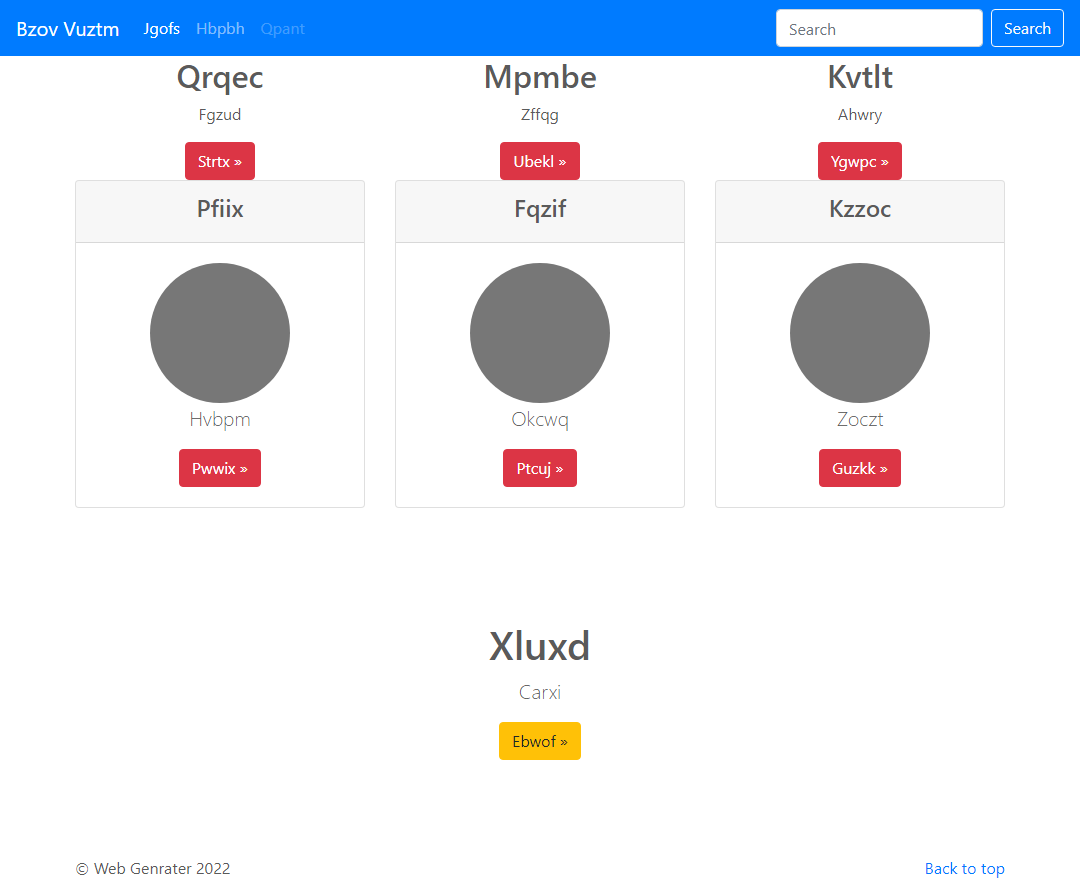 Bzov Vuztm Jgofs Hbpbh Qpant Search Search
Qrqec Mpmbe Kvtlt
Fgzud Zffqg Ahwry
Strtx » Ubekl » Ygwpc »
Pfiix Fqzif Kzzoc
Hvbpm Okcwq Zoczt
Pwwix » Ptcuj » Guzkk »
Xluxd
Carxi
Ebwof »
© Web Genrater 2022 Back to top